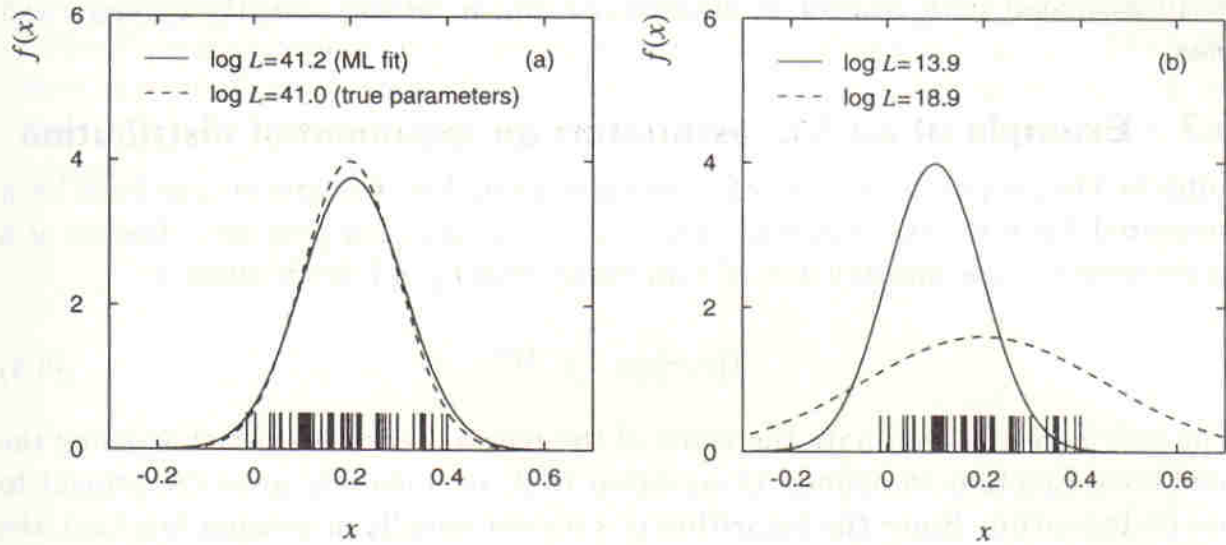 f(x)
6
4
2
0
log L=41.2 (ML fit)
log L=41.0 (true parameters)
(a)
-0.2
0
0.2
0.4
0.6
x
f(x)
6
4
2
0
log L=13.9
log L=18.9
(b)
-0.2
0
0.2
0.4
0.6
x